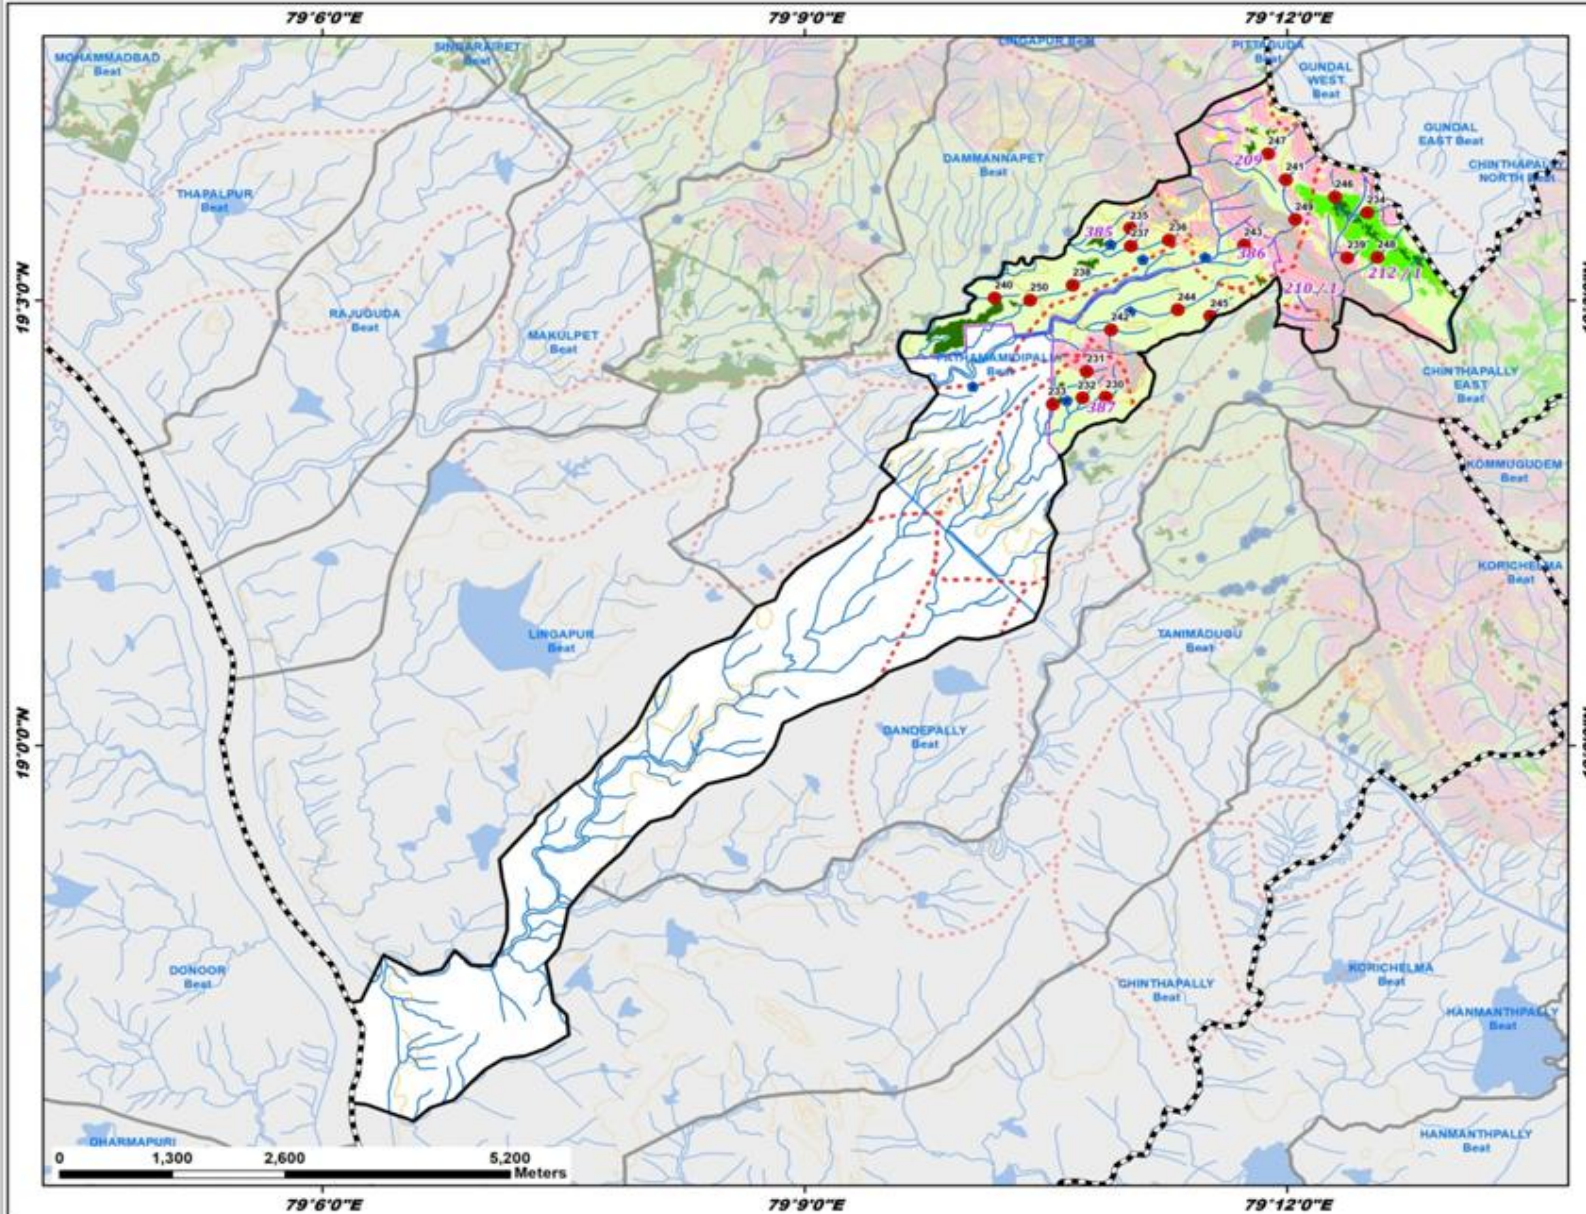 79°6'0"E 79°9'0"E 79°12'0"E
MOHAMMADBAD
Beat
SINGARAIPET
Beat
LINGAPUR Beat
PITTAGUDA
Beat
GUNDAL
WEST
Beat
GUNDAL
EAST Beat
CHINTHAPALLY
NORTH Beat
DAMMANNAPET
Beat
THAPALPUR
Beat
247
209
241
246
234
249
235
385
237
236
243
386
239
248
212 / 1
210 / 1
238
240
250
244
245
242
19°3'0"N
RAJUGUDA
Beat
MAKULPET
Beat
PATHAMAMIDIPALLY
Beat
231
233
232
230
387
CHINTHAPALLY
EAST
Beat
KOMMUGUDEM
Beat
KORICHELMA
Beat
LINGAPUR
Beat
TANIMADUGU
Beat
DANDEPALLY
Beat
19°0'0"N
DONOOR
Beat
CHINTHAPALLY
Beat
KORICHELMA
Beat
HANMANTHPALLY
Beat
DHARMAPURI
HANMANTHPALLY
Beat
0 1,300 2,600 5,200
Meters
79°6'0"E 79°9'0"E 79°12'0"E